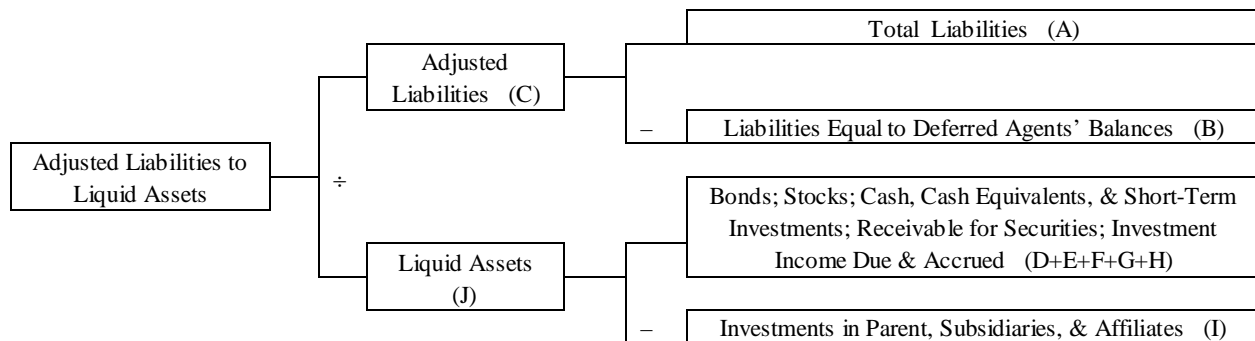 Total Liabilities (A)
Adjusted
Liabilities (C)
– Liabilities Equal to Deferred Agents’ Balances (B)
Adjusted Liabilities to
Liquid Assets
÷
Bonds; Stocks; Cash, Cash Equivalents, & Short-Term
Investments; Receivable for Securities; Investment
Income Due & Accrued (D+E+F+G+H)
Liquid Assets
(J)
– Investments in Parent, Subsidiaries, & Affiliates (I)